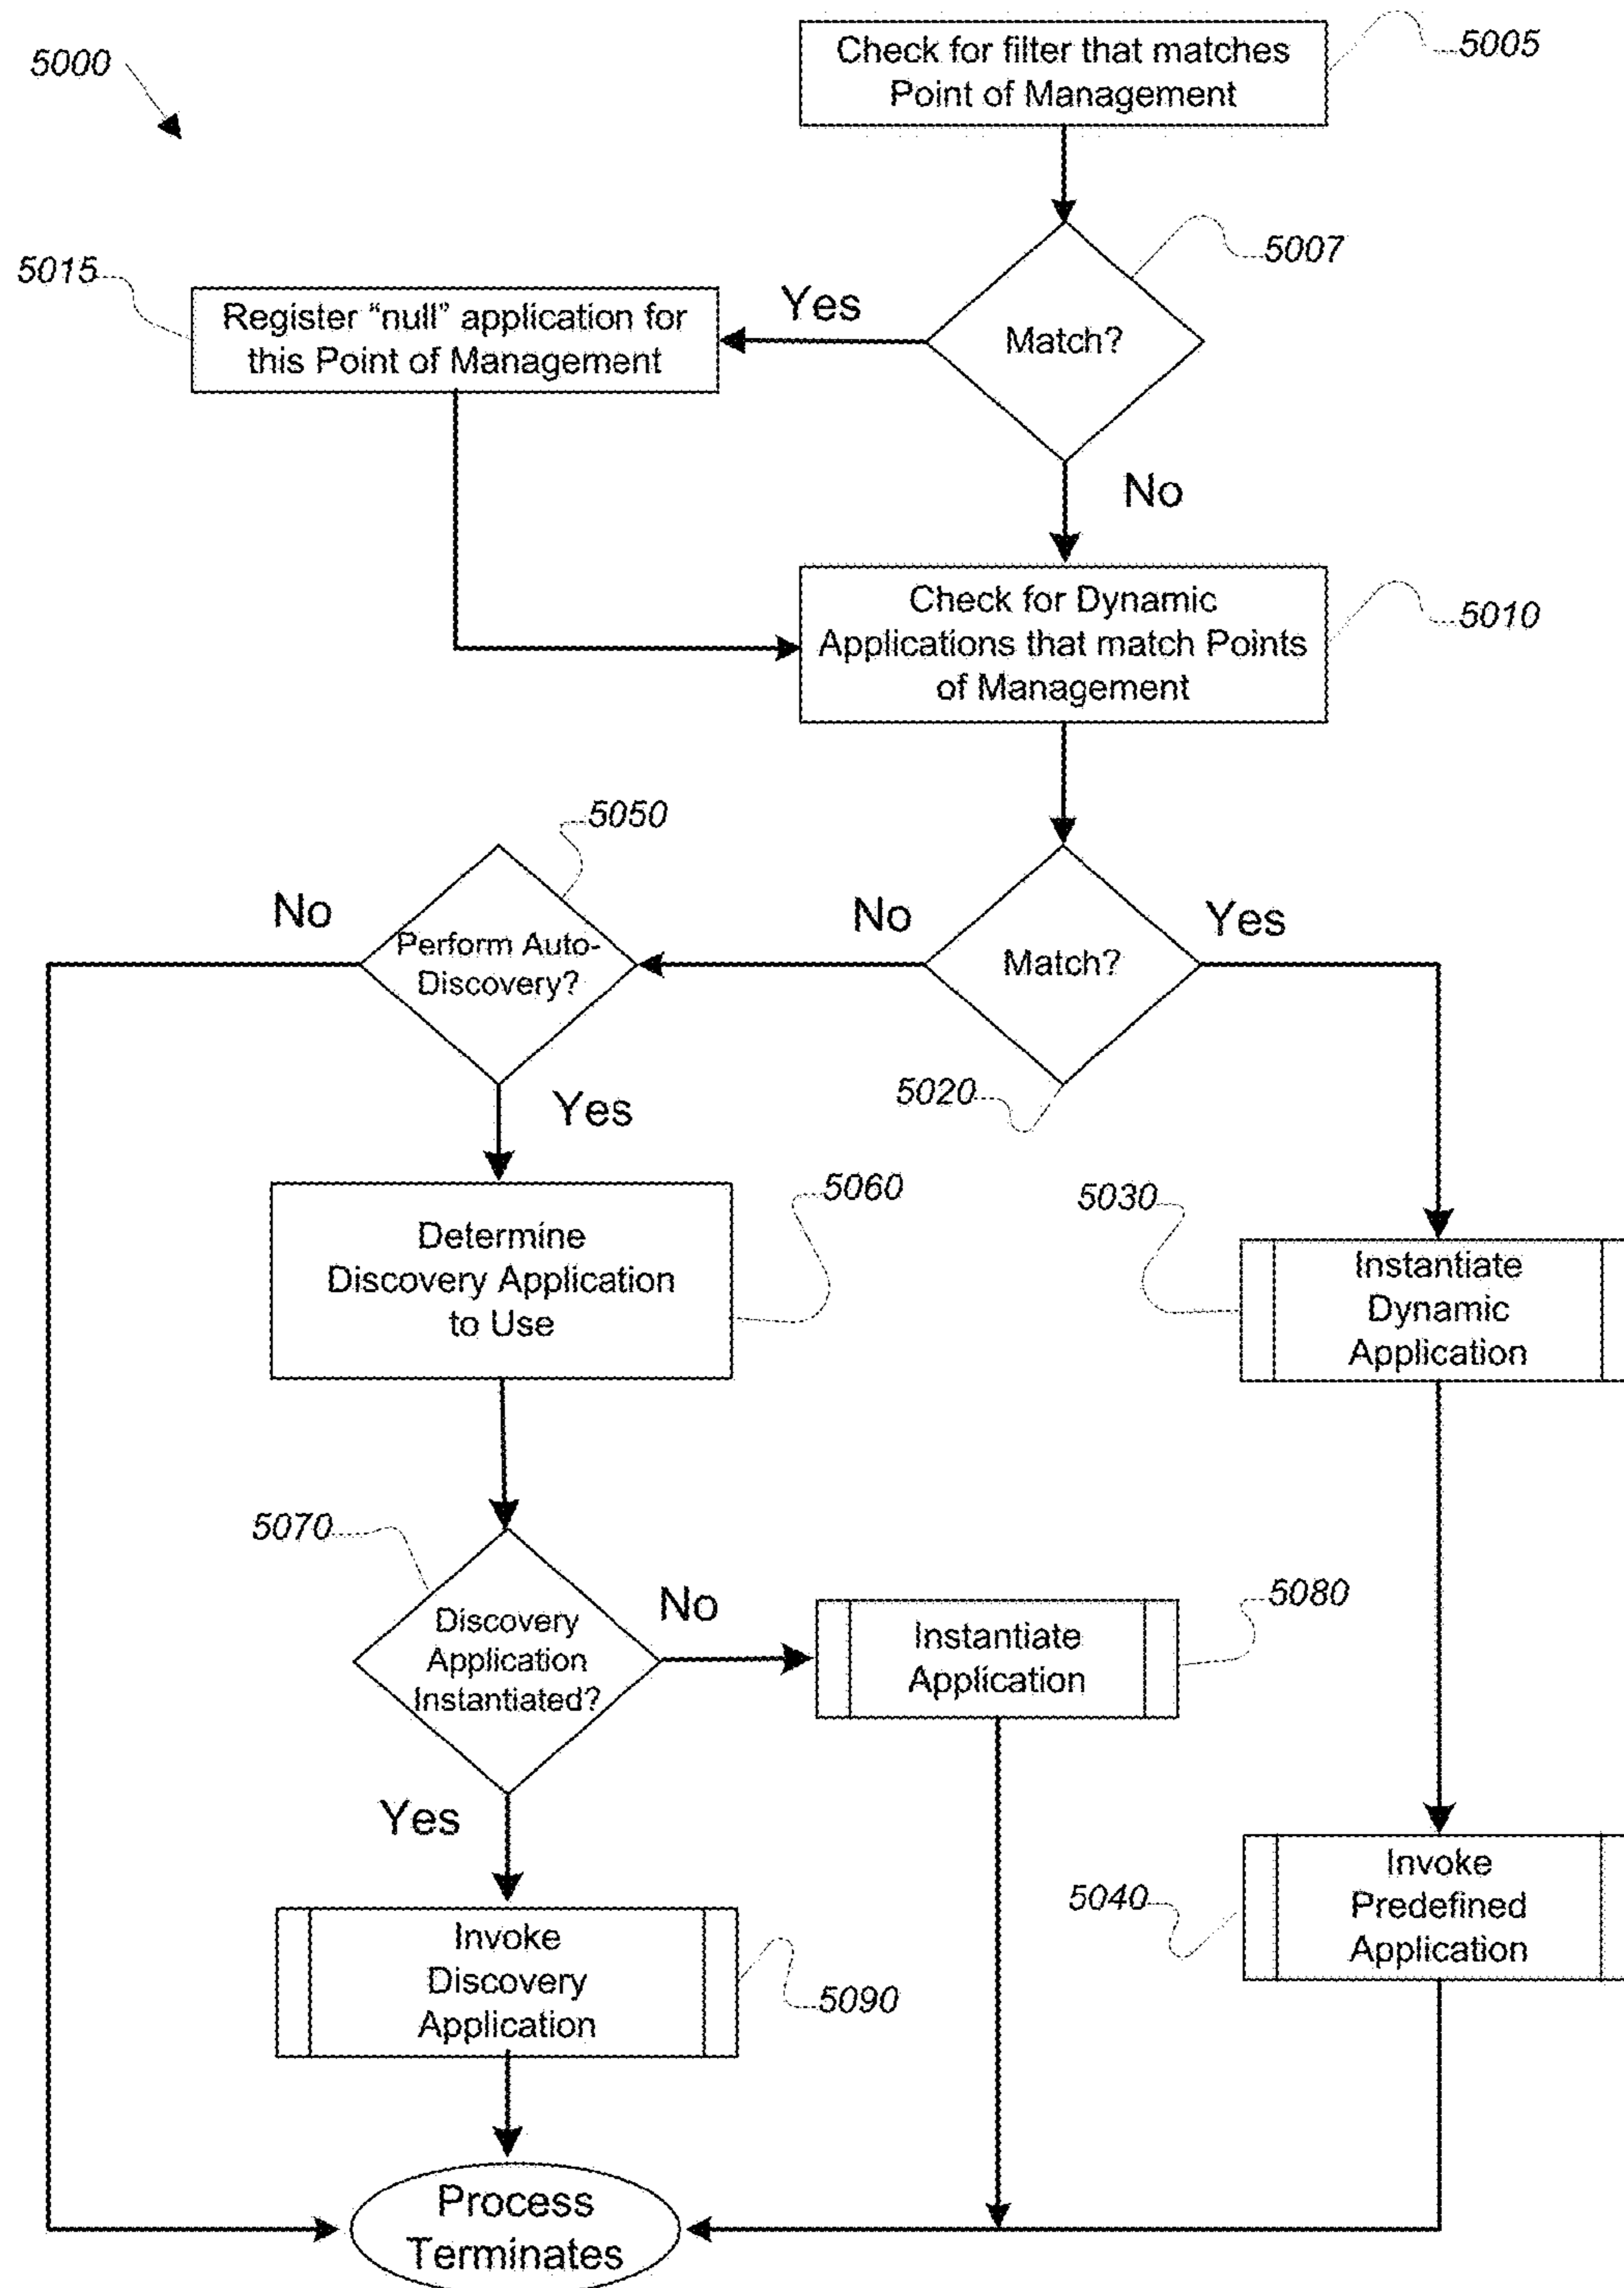 5000
Check for filter that matches
Point of Management
5005
5007
Match?
Yes
5015
Register “null” application for
this Point of Management
No
Check for Dynamic
Applications that match Points
of Management
5010
5050
No
Perform Auto-
Discovery?
No
Match?
Yes
5020
Yes
5060
Determine
Discovery Application
to Use
5030
Instantiate
Dynamic
Application
5070
Discovery
Application
Instantiated?
No
5080
Instantiate
Application
Yes
Invoke
Discovery
Application
5090
5040
Invoke
Predefined
Application
Process
Terminates